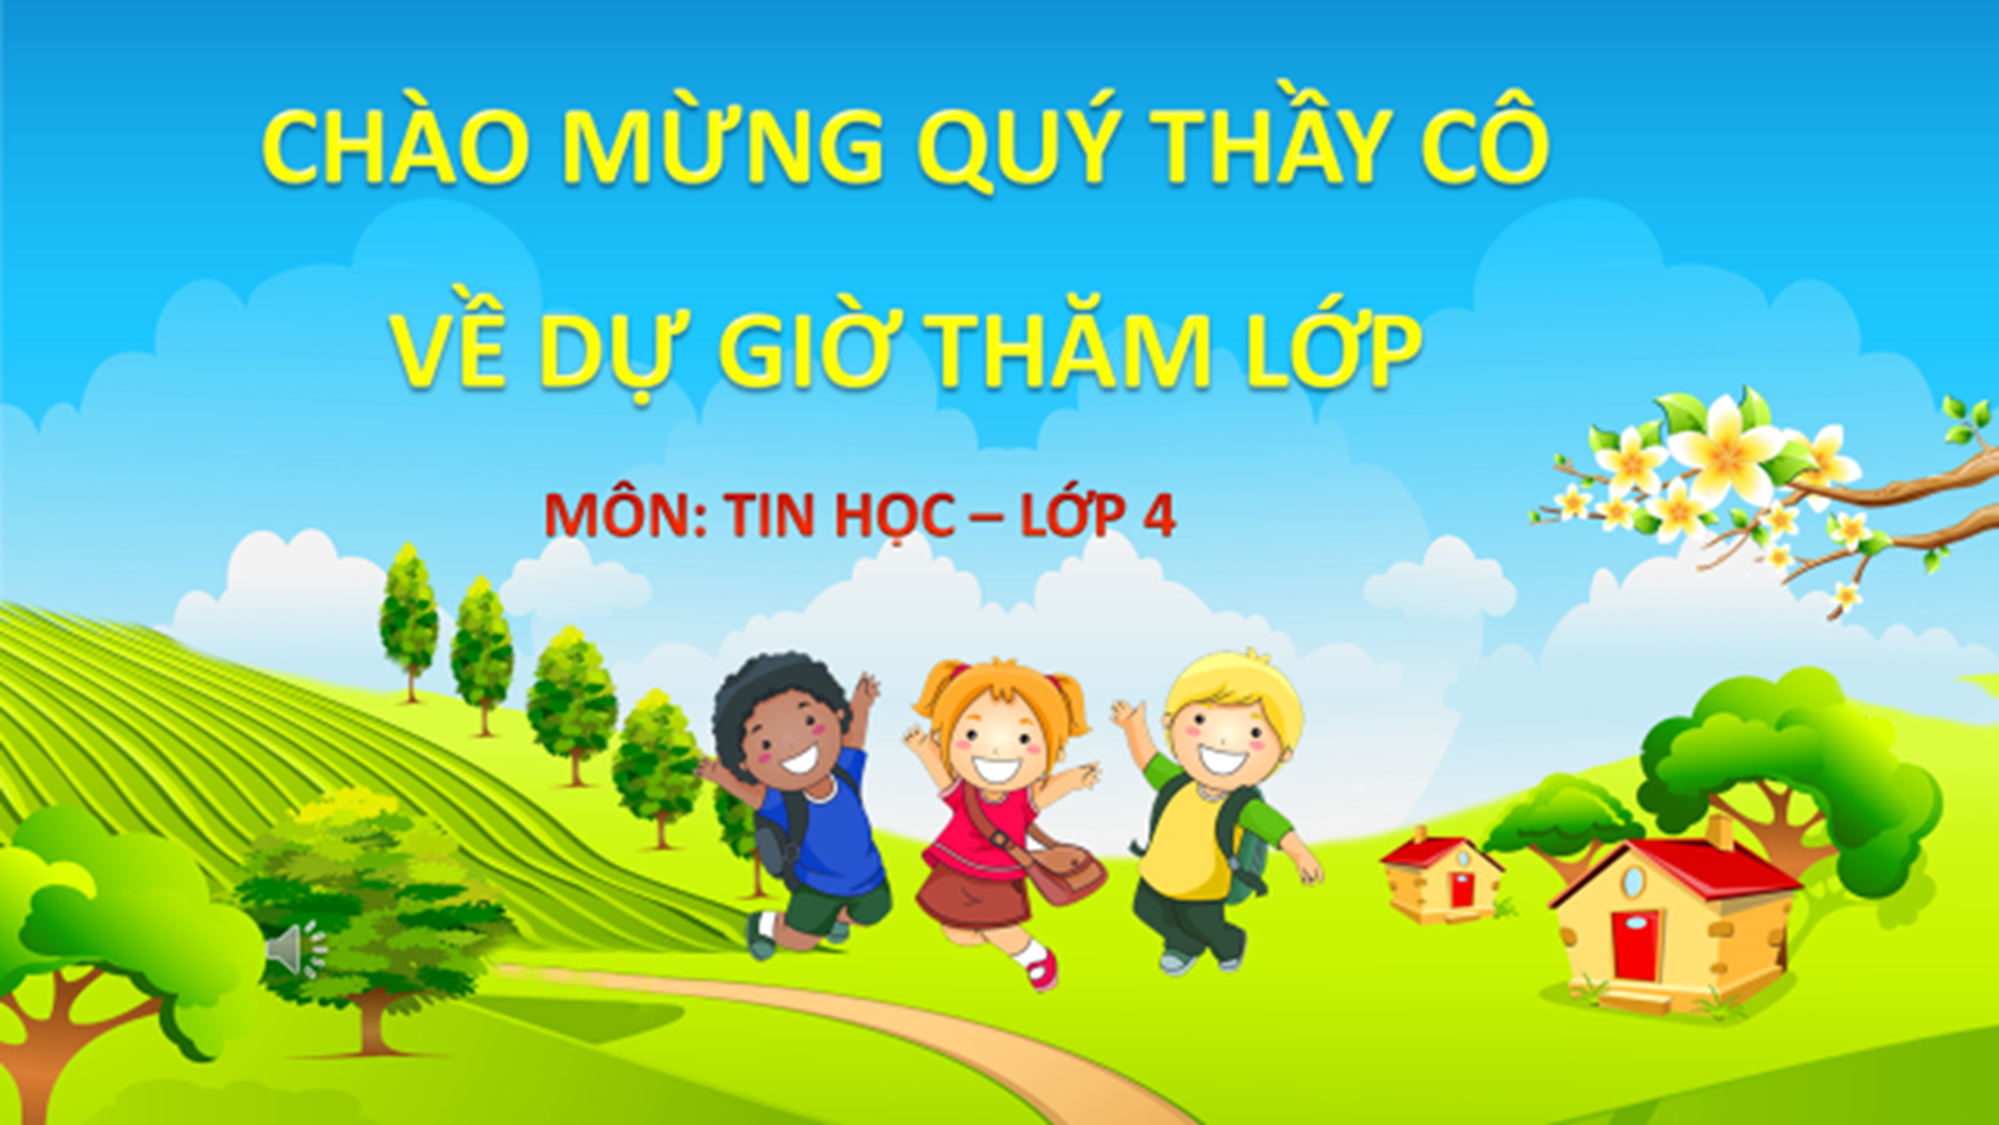 CHÀO MỪNG QUÝ THẦY CÔ
VỀ DỰ GIỜ THĂM LỚP
MÔN: TIN HỌC – LỚP 4